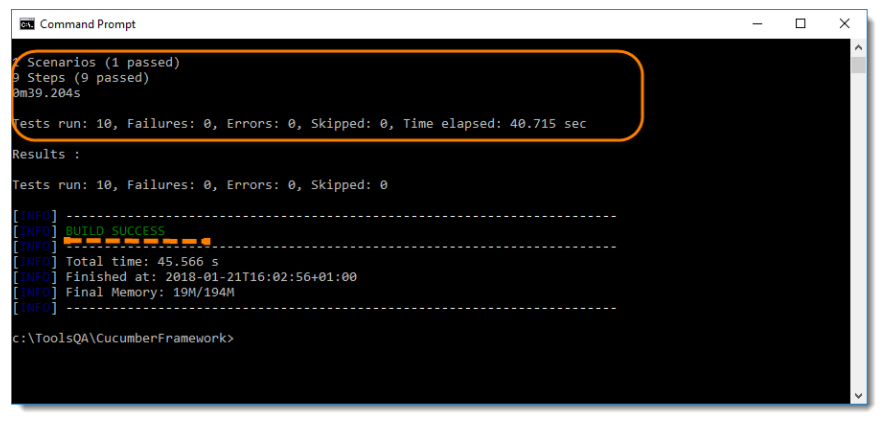 Command Prompt
1 Scenarios (1 passed)
9 Steps (9 passed)
0m39.204s
Tests run: 10, Failures: 0, Errors: 0, Skipped: 0, Time elapsed: 40.715 sec
Results :
Tests run: 10, Failures: 0, Errors: 0, Skipped: 0
[INFO] ------------------------------------------------------------------------
[INFO] BUILD SUCCESS
[INFO] ------------------------------------------------------------------------
[INFO] Total time: 45.566 s
[INFO] Finished at: 2018-01-21T16:02:56+01:00
[INFO] Final Memory: 19M/194M
[INFO] ------------------------------------------------------------------------
c:\ToolsQA\CucumberFramework>